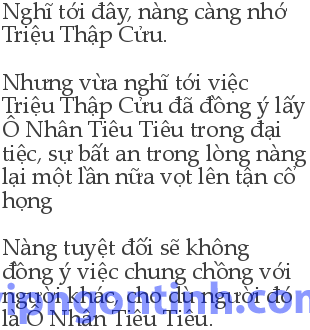 Nghĩ tới đây, nàng càng nhớ
Triệu Thập Cửu.
Nhưng vừa nghĩ tới việc
Triệu Thập Cửu đã đồng ý lấy
Ô Nhân Tiêu Tiêu trong đại
tiệc, sự bất an trong lòng nàng
lại một lần nữa vọt lên tận cổ
họng
Nàng tuyệt đối sẽ không
đồng ý việc chung chồng với
người khác, cho dù người đó
là Ô Nhân Tiêu Tiêu.